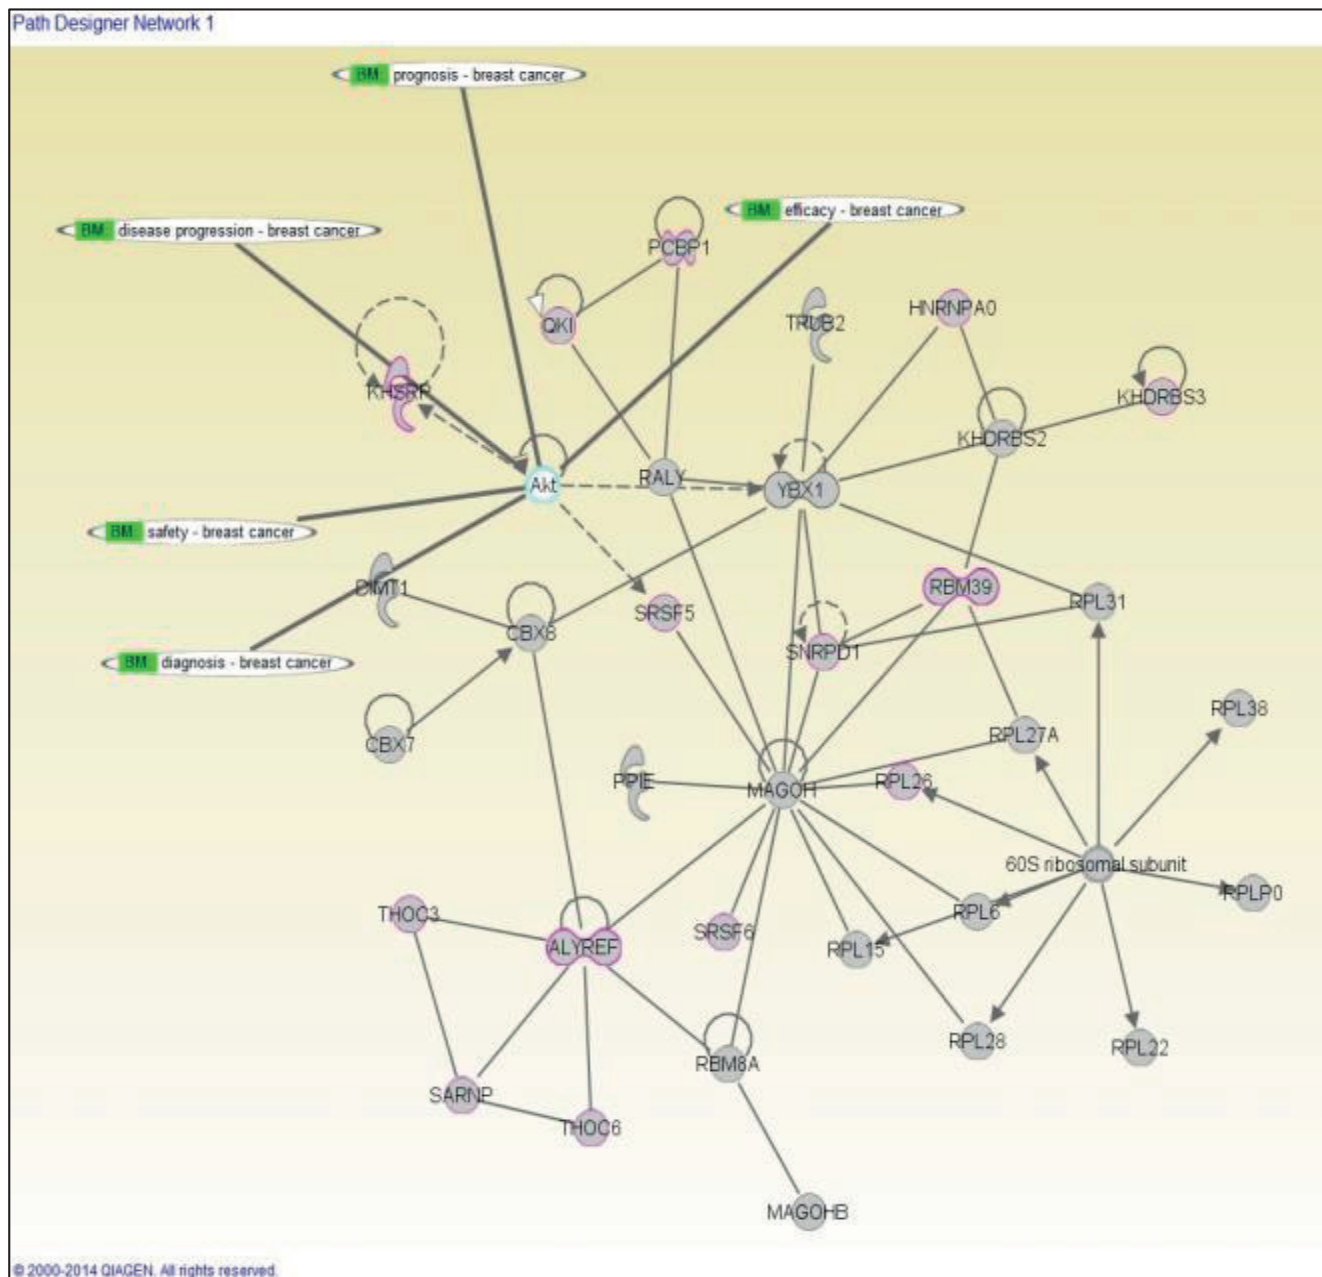 Path Designer Network 1
BM: prognosis - breast cancer
BM: efficacy - breast cancer
BM: disease progression - breast cancer
PCBP1
HNRNPA0
QKI
TRUB2
KHSRP
KHDRBS3
KHDRBS2
RALY
Akt
YBX1
BM: safety - breast cancer
DIMT1
RBM39
RPL31
SRSF5
CBX8
SNRPD1
BM: diagnosis - breast cancer
RPL38
RPL27A
CBX7
PPIE
RPL26
MAGOH
60S ribosomal subunit
RPLP0
THOC3
RPL6
SRSF6
ALYREF
RPL15
RPL28
RPL22
RBM8A
SARNP
THOC6
MAGOHB
© 2000-2014 QIAGEN. All rights reserved.